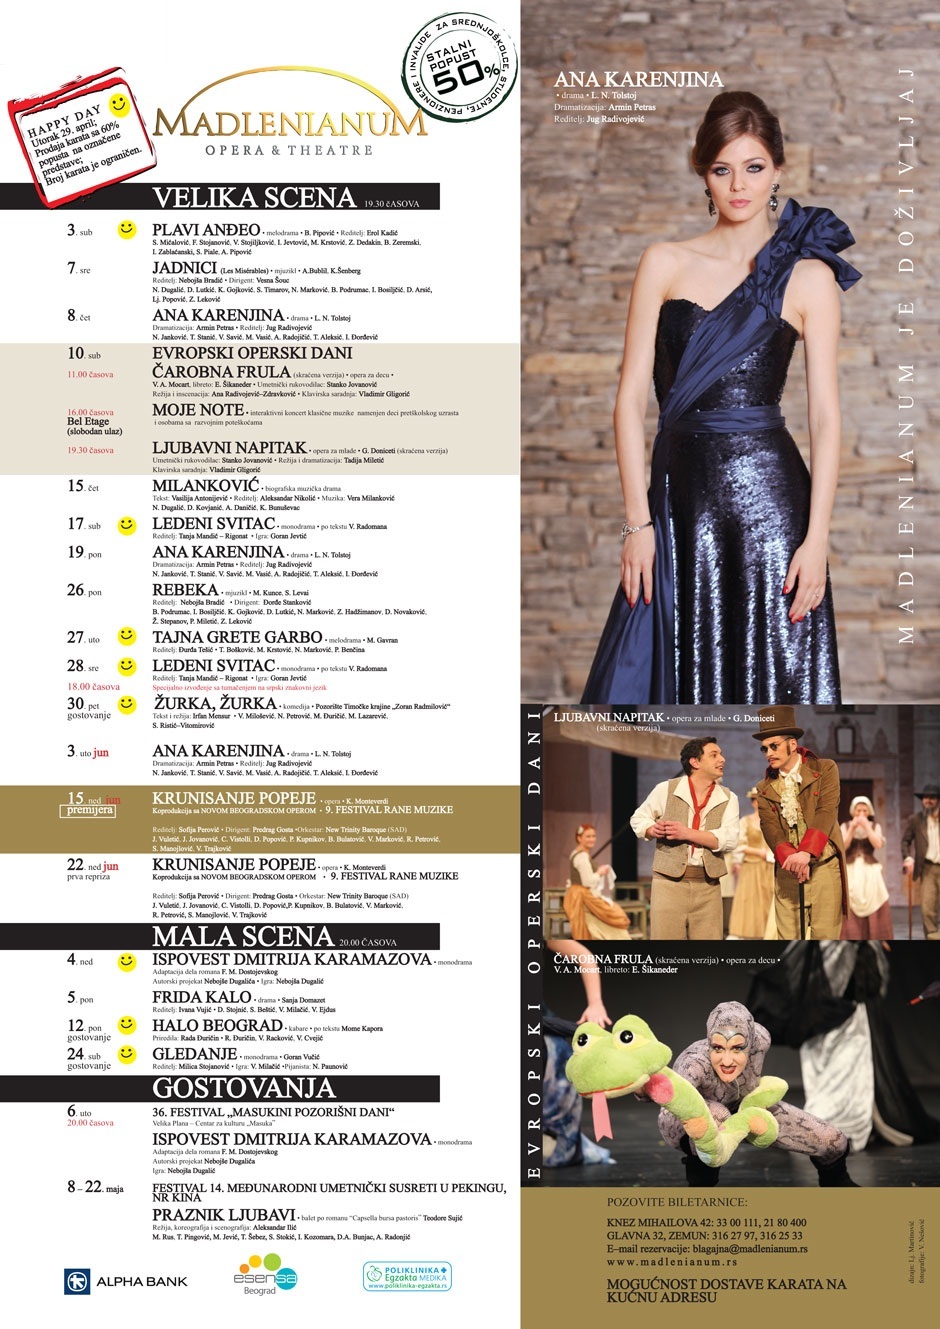 HAPPY DAY
Utorak 29. april;
Prodaja karata sa 60%
popusta na označene
predstave;
Broj karata je ograničen.
MADLENIANUM
OPERA & THEATRE
STALNI
POPUST
50%
ZA SREDNJOŠKOLCE, STUDENTE, PENZIONERE I INVALIDE
VELIKA SCENA 19.30 ČASOVA
3. sub
PLAVI ANĐEO • melodrama • B. Pipović • Reditelj: Erol Kadić
S. Mićalović, F. Stojanović, V. Stojiljković, I. Jevtović, M. Krstović, Z. Dedakin, B. Zeremski,
I. Zablaćanski, S. Piale, A. Pipović
7. sre
JADNICI (Les Misérables) • mjuzikl • A.Bublil, K.Šenberg
Reditelj: Nebojša Bradić • Dirigent: Vesna Šouc
N. Dugalić, D. Lutkić, K. Gojković, S. Timarov, N. Marković, B. Podrumac, I. Bosiljčić, D. Arsić,
Lj. Popović, Z. Leković
8. čet
ANA KARENJINA • drama • L. N. Tolstoj
Dramatizacija: Armin Petras • Reditelj: Jug Radivojević
N. Janković, T. Stanić, V. Savić, M. Vasić, A. Radojičić, T. Aleksić, I. Đorđević
10. sub
EVROPSKI OPERSKI DANI
11.00 časova
ČAROBNA FRULA (skraćena verzija) • opera za decu •
V. A. Mocart, libreto: E. Šikaneder • Umetnički rukovodilac: Stanko Jovanović
Režija i inscenacija: Ana Radivojević–Zdravković • Klavirska saradnja: Vladimir Gligorić
16.00 časova
Bel Etage
(slobodan ulaz)
MOJE NOTE • interaktivni koncert klasične muzike namenjen deci pretškolskog uzrasta
i osobama sa razvojnim poteškoćama
19.30 časova
LJUBAVNI NAPITAK • opera za mlade • G. Doniceti (skraćena verzija)
Umetnički rukovodilac: Stanko Jovanović • Režija i dramatizacija: Tadija Miletić
Klavirska saradnja: Vladimir Gligorić
15. čet
MILANKOVIĆ • biografska muzička drama
Tekst: Vasilija Antonijević • Reditelj: Aleksandar Nikolić • Muzika: Vera Milanković
N. Dugalić, D. Kovjanić, A. Daničić, K. Bunuševac
17. sub
LEDENI SVITAC • monodrama • po tekstu V. Radomana
Reditelj: Tanja Mandić – Rigonat • Igra: Goran Jevtić
19. pon
ANA KARENJINA • drama • L. N. Tolstoj
Dramatizacija: Armin Petras • Reditelj: Jug Radivojević
N. Janković, T. Stanić, V. Savić, M. Vasić, A. Radojičić, T. Aleksić, I. Đorđević
26. pon
REBEKA • mjuzikl • M. Kunce, S. Levai
Reditelj: Nebojša Bradić • Dirigent: Đorđe Stanković
B. Podrumac, I. Bosiljčić, K. Gojković, D. Lutkić, N. Marković, Z. Hadžimanov, D. Novaković,
Ž. Stepanov, P. Miletić, Z. Leković
27. uto
TAJNA GRETE GARBO • melodrama • M. Gavran
Reditelj: Đurđa Tešić • T. Bošković, M. Krstović, N. Marković, P. Benčina
28. sre
18.00 časova
LEDENI SVITAC • monodrama • po tekstu V. Radomana
Reditelj: Tanja Mandić – Rigonat • Igra: Goran Jevtić
Specijalno izvođenje sa tumačenjem na srpski znakovni jezik
30. pet
gostovanje
ŽURKA, ŽURKA • komedija • Pozorište Timočke krajine „Zoran Radmilović“
Tekst i režija: Irfan Mensur • V. Milošević, N. Petrović, M. Đuričić, M. Lazarević,
S. Ristić–Vitomirović
3. uto jun
ANA KARENJINA • drama • L. N. Tolstoj
Dramatizacija: Armin Petras • Reditelj: Jug Radivojević
N. Janković, T. Stanić, V. Savić, M. Vasić, A. Radojičić, T. Aleksić, I. Đorđević
15. ned jun
premijera
KRUNISANJE POPEJE • opera • K. Monteverdi
Koprodukcija sa NOVOM BEOGRADSKOM OPEROM • 9. FESTIVAL RANE MUZIKE
Reditelj: Sofija Perović • Dirigent: Predrag Gosta •Orkestar: New Trinity Baroque (SAD)
J. Vuletić, J. Jovanović, C. Vistolli, D. Popović, P. Kupnikov, B. Bulatović, V. Marković, R. Petrović,
S. Manojlović, V. Trajković
22. ned jun
prva repriza
KRUNISANJE POPEJE • opera • K. Monteverdi
Koprodukcija sa NOVOM BEOGRADSKOM OPEROM • 9. FESTIVAL RANE MUZIKE
Reditelj: Sofija Perović • Dirigent: Predrag Gosta • Orkestar: New Trinity Baroque (SAD)
J. Vuletić, J. Jovanović, C. Vistolli, D. Popović,P. Kupnikov, B. Bulatović, V. Marković,
R. Petrović, S. Manojlović, V. Trajković
MALA SCENA 20.00 ČASOVA
4. ned
ISPOVEST DMITRIJA KARAMAZOVA • monodrama
Adaptacija dela romana F. M. Dostojevskog
Autorski projekat Nebojše Dugalića • Igra: Nebojša Dugalić
5. pon
FRIDA KALO • drama • Sanja Domazet
Reditelj: Ivana Vujić • D. Stojnić, S. Beštić, V. Milačić, V. Ejdus
12. pon
gostovanje
HALO BEOGRAD • kabare • po tekstu Mome Kapora
Priredila: Rada Đuričin • R. Đuričin, V. Racković, V. Cvejić
24. sub
gostovanje
GLEDANJE • monodrama • Goran Vučić
Reditelj: Milica Stojanović • Igra: V. Milačić •Pijanista: N. Paunović
GOSTOVANJA
6. uto
20.00 časova
36. FESTIVAL „MASUKINI POZORIŠNI DANI“
Velika Plana – Centar za kulturu „Masuka“
ISPOVEST DMITRIJA KARAMAZOVA • monodrama
Adaptacija dela romana F. M. Dostojevskog
Autorski projekat Nebojše Dugalića
Igra: Nebojša Dugalić
8 – 22. maja
FESTIVAL 14. MEĐUNARODNI UMETNIČKI SUSRETI U PEKINGU,
NR KINA
PRAZNIK LJUBAVI • balet po romanu “Capsella bursa pastoris” Teodore Sujić
Režija, koreografija i scenografija: Aleksandar Ilić
M. Rus, T. Pingović, M. Jević, T. Šebez, S. Stokić, I. Kozomara, D.A. Bunjac, A. Radonjić
ALPHA BANK
esensa
Beograd
POLIKLINIKA
Egzakta MEDIKA
www.poliklinika-egzakta.rs
ANA KARENJINA
• drama • L. N. Tolstoj
Dramatizacija: Armin Petras
Reditelj: Jug Radivojević
MADLENIANUM JE DOŽIVLJAJ
EVROPSKI OPERSKI DANI
LJUBAVNI NAPITAK • opera za mlade • G. Doniceti
(skraćena verzija)
ČAROBNA FRULA (skraćena verzija) • opera za decu •
V. A. Mocart, libreto: E. Šikaneder
POZOVITE BILETARNICE:
KNEZ MIHAILOVA 42: 33 00 111, 21 80 400
GLAVNA 32, ZEMUN: 316 27 97, 316 25 33
E–mail rezervacije: blagajna@madlenianum.rs
www.madlenianum.rs
MOGUĆNOST DOSTAVE KARATA NA
KUĆNU ADRESU
dizajn: Lj. Martinović
fotografije: V. Nešović